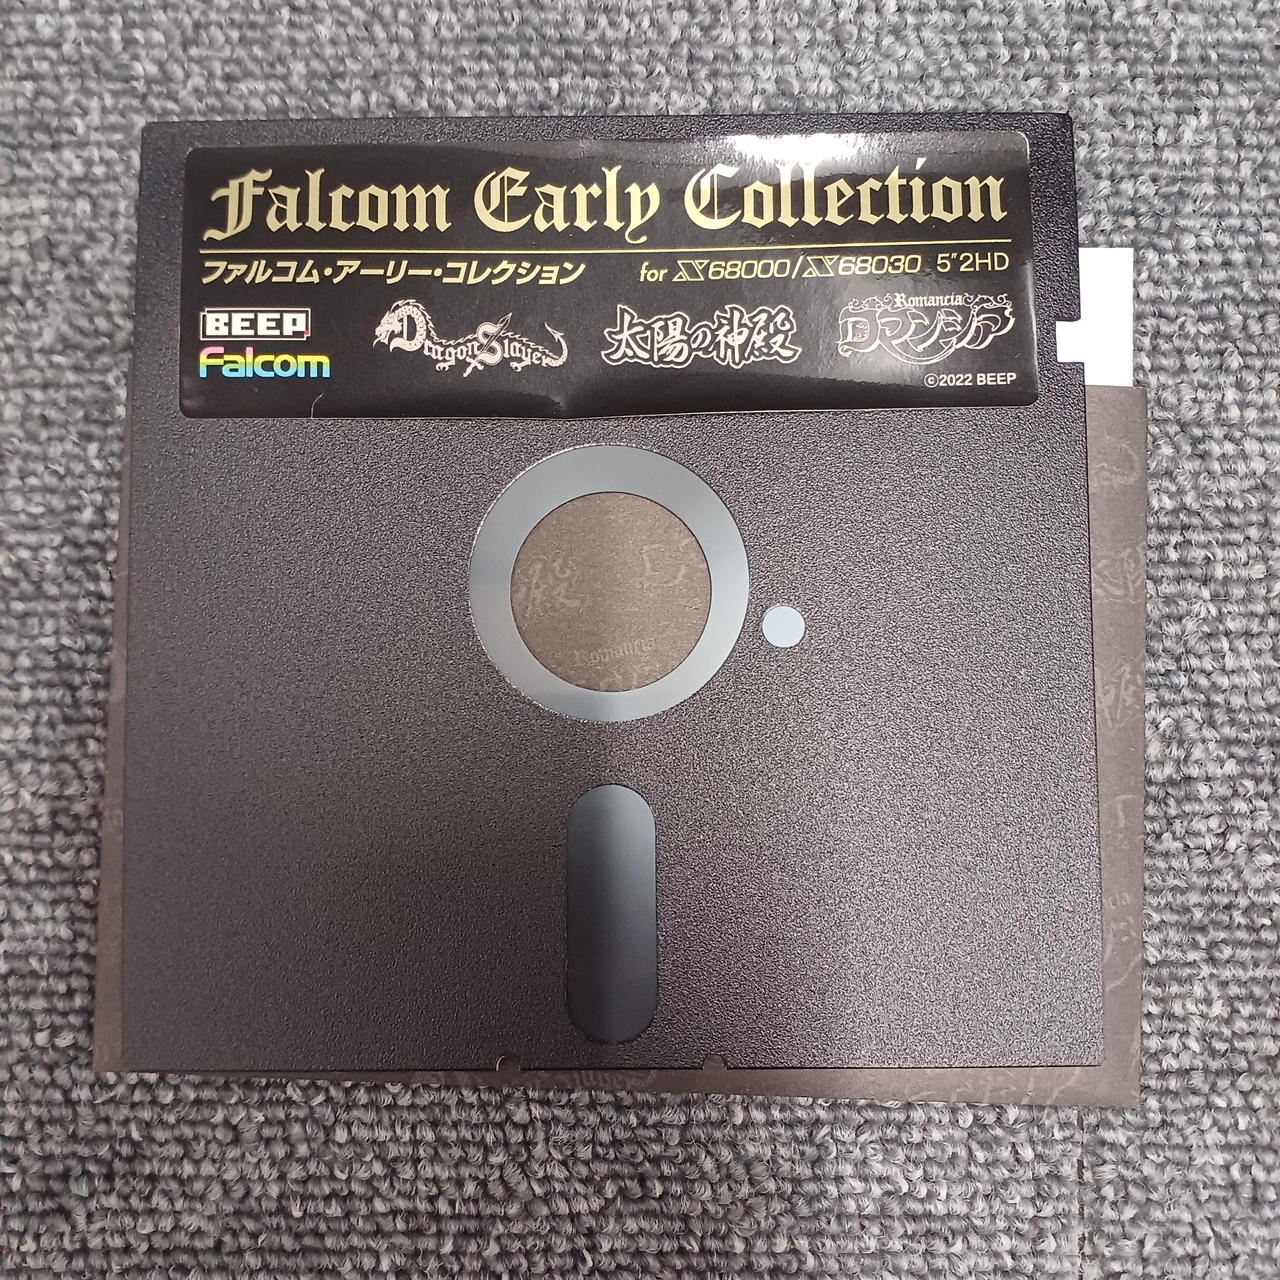 Falcom Early Collection
ファルコム・アーリー・コレクション for X68000/X68030 5"2HD
BEEP
Falcom
Dragon Slayer
太陽の神殿
Romancia
ロマンシア
©2022 BEEP
殿
Romancia